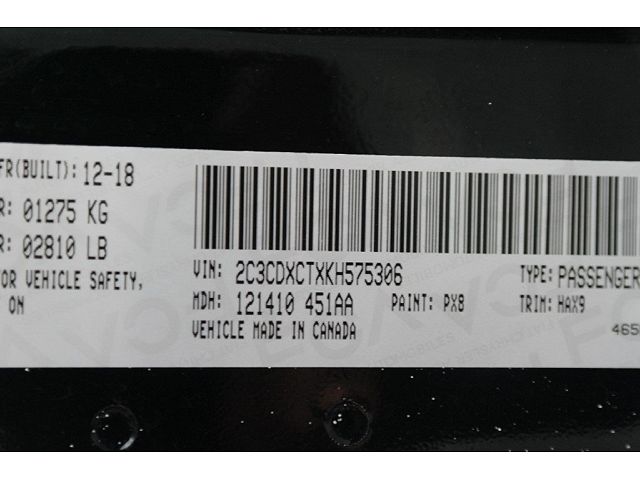 FR(BUILT): 12-18
R: 01275 KG
R: 02810 LB
OR VEHICLE SAFETY,
T ON
VIN: 2C3CDXCTXKH575306
TYPE: PASSENGER
MDH: 121410 451AA
PAINT: PX8
TRIM: HAX9
VEHICLE MADE IN CANADA
465